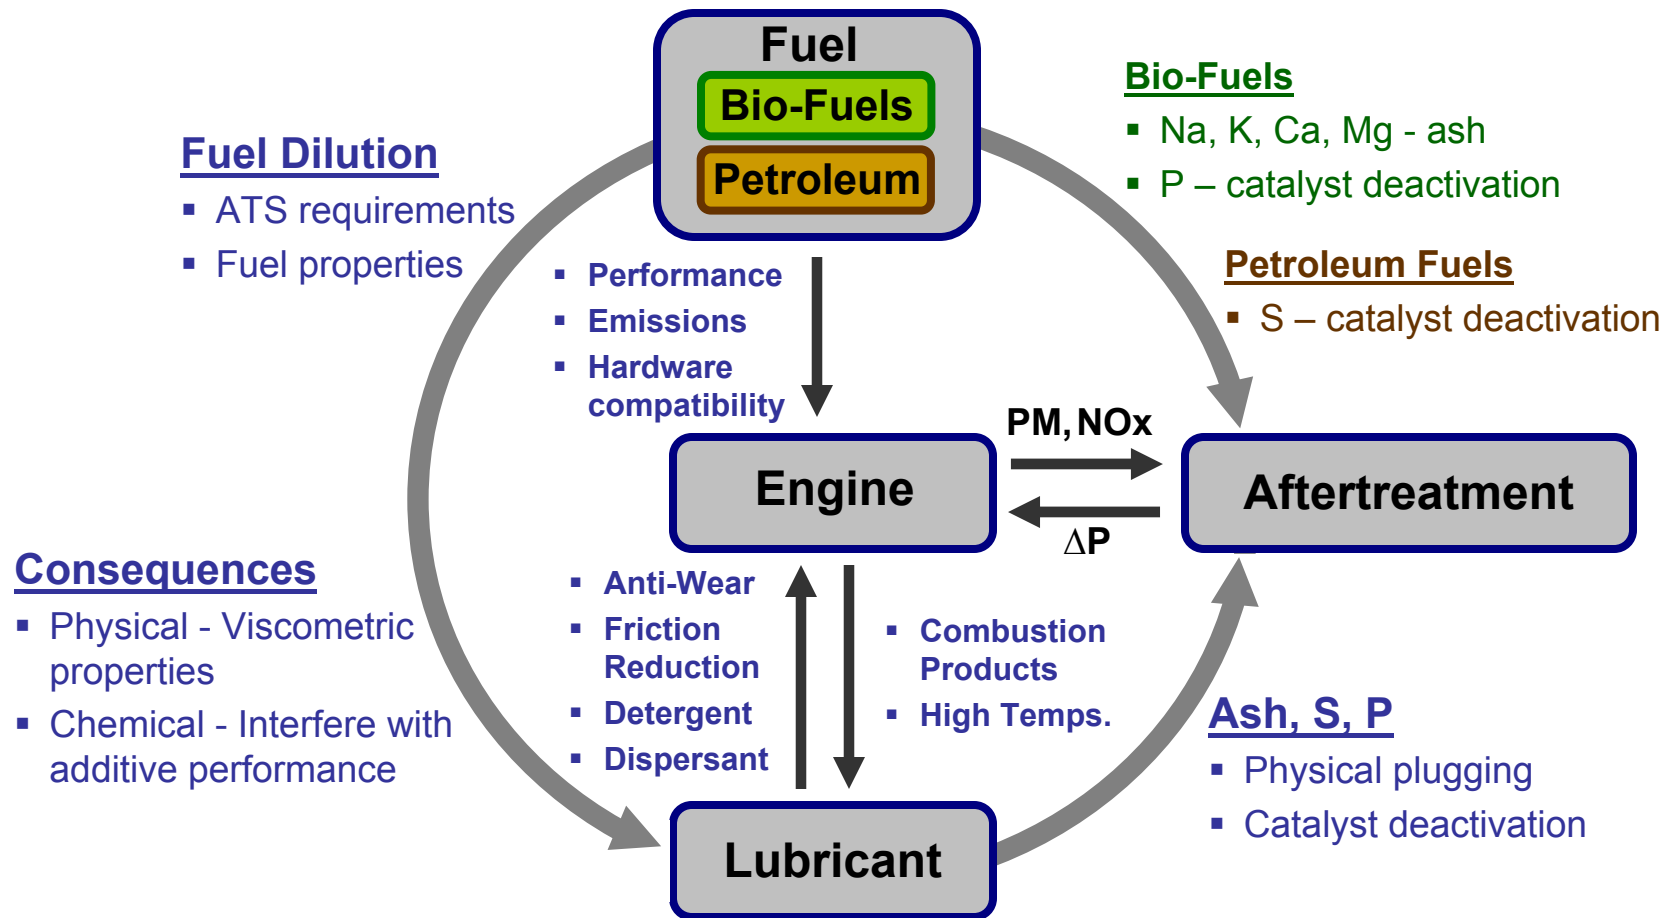 Fuel
Bio-Fuels
Petroleum
Fuel Dilution
▪ ATS requirements
▪ Fuel properties
Bio-Fuels
▪ Na, K, Ca, Mg - ash
▪ P – catalyst deactivation
Petroleum Fuels
▪ S – catalyst deactivation
▪ Performance
▪ Emissions
▪ Hardware
compatibility
PM, NOx
Engine
Aftertreatment
ΔP
Consequences
▪ Physical - Viscometric
properties
▪ Chemical - Interfere with
additive performance
▪ Anti-Wear
▪ Friction
Reduction
▪ Detergent
▪ Dispersant
▪ Combustion
Products
▪ High Temps.
Ash, S, P
▪ Physical plugging
▪ Catalyst deactivation
Lubricant